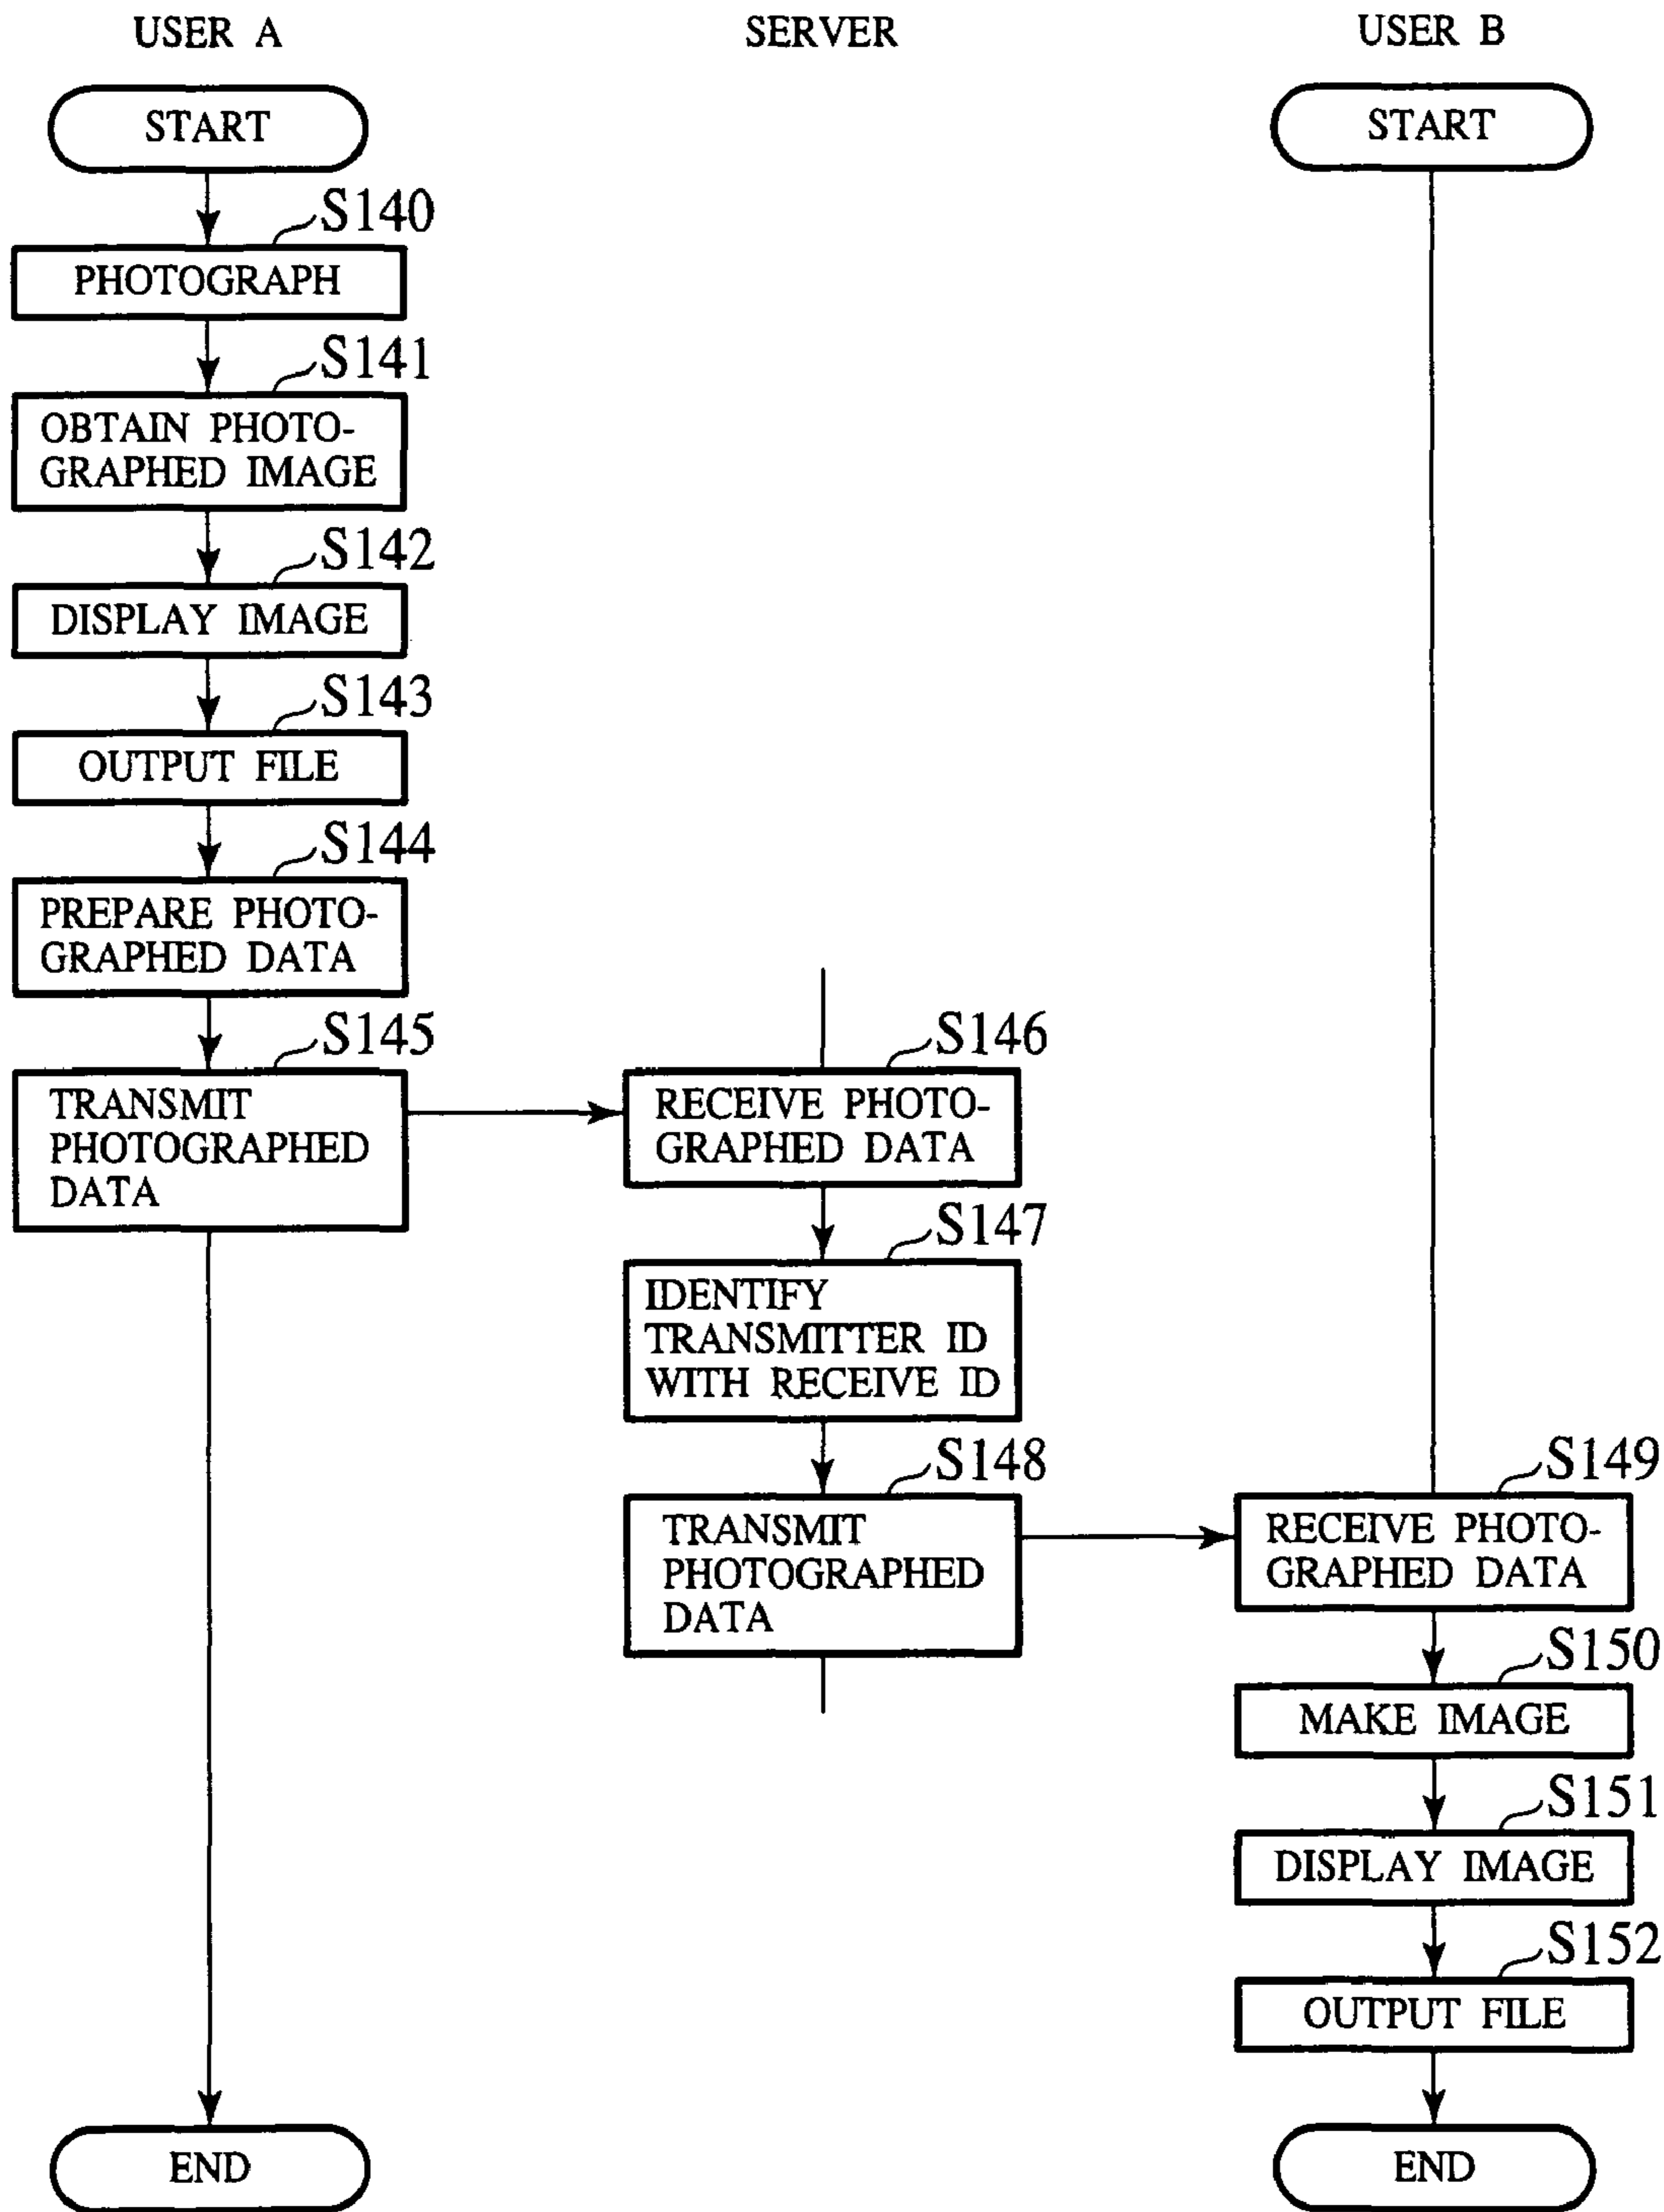 USER A
SERVER
USER B
START
START
S140
PHOTOGRAPH
S141
OBTAIN PHOTO-
GRAPHED IMAGE
S142
DISPLAY IMAGE
S143
OUTPUT FILE
S144
PREPARE PHOTO-
GRAPHED DATA
S145
TRANSMIT
PHOTOGRAPHED
DATA
S146
RECEIVE PHOTO-
GRAPHED DATA
S147
IDENTIFY
TRANSMITTER ID
WITH RECEIVE ID
S148
TRANSMIT
PHOTOGRAPHED
DATA
S149
RECEIVE PHOTO-
GRAPHED DATA
S150
MAKE IMAGE
S151
DISPLAY IMAGE
S152
OUTPUT FILE
END
END